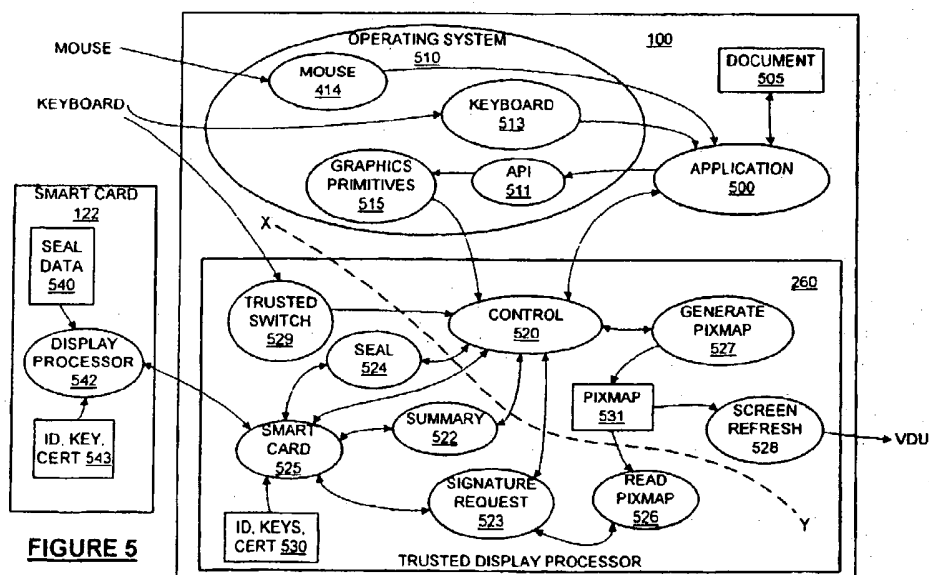 OPERATING SYSTEM
510
100
MOUSE
MOUSE
414
DOCUMENT
505
KEYBOARD
KEYBOARD
513
GRAPHICS
PRIMITIVES
515
API
511
APPLICATION
500
SMART CARD
122
SEAL
DATA
540
X
260
TRUSTED
SWITCH
529
CONTROL
520
GENERATE
PIXMAP
527
DISPLAY
PROCESSOR
542
SEAL
524
PIXMAP
531
SCREEN
REFRESH
528
VDU
SUMMARY
522
SMART
CARD
525
ID, KEY,
CERT 543
SIGNATURE
REQUEST
523
READ
PIXMAP
526
Y
ID, KEYS,
CERT 530
FIGURE 5
TRUSTED DISPLAY PROCESSOR